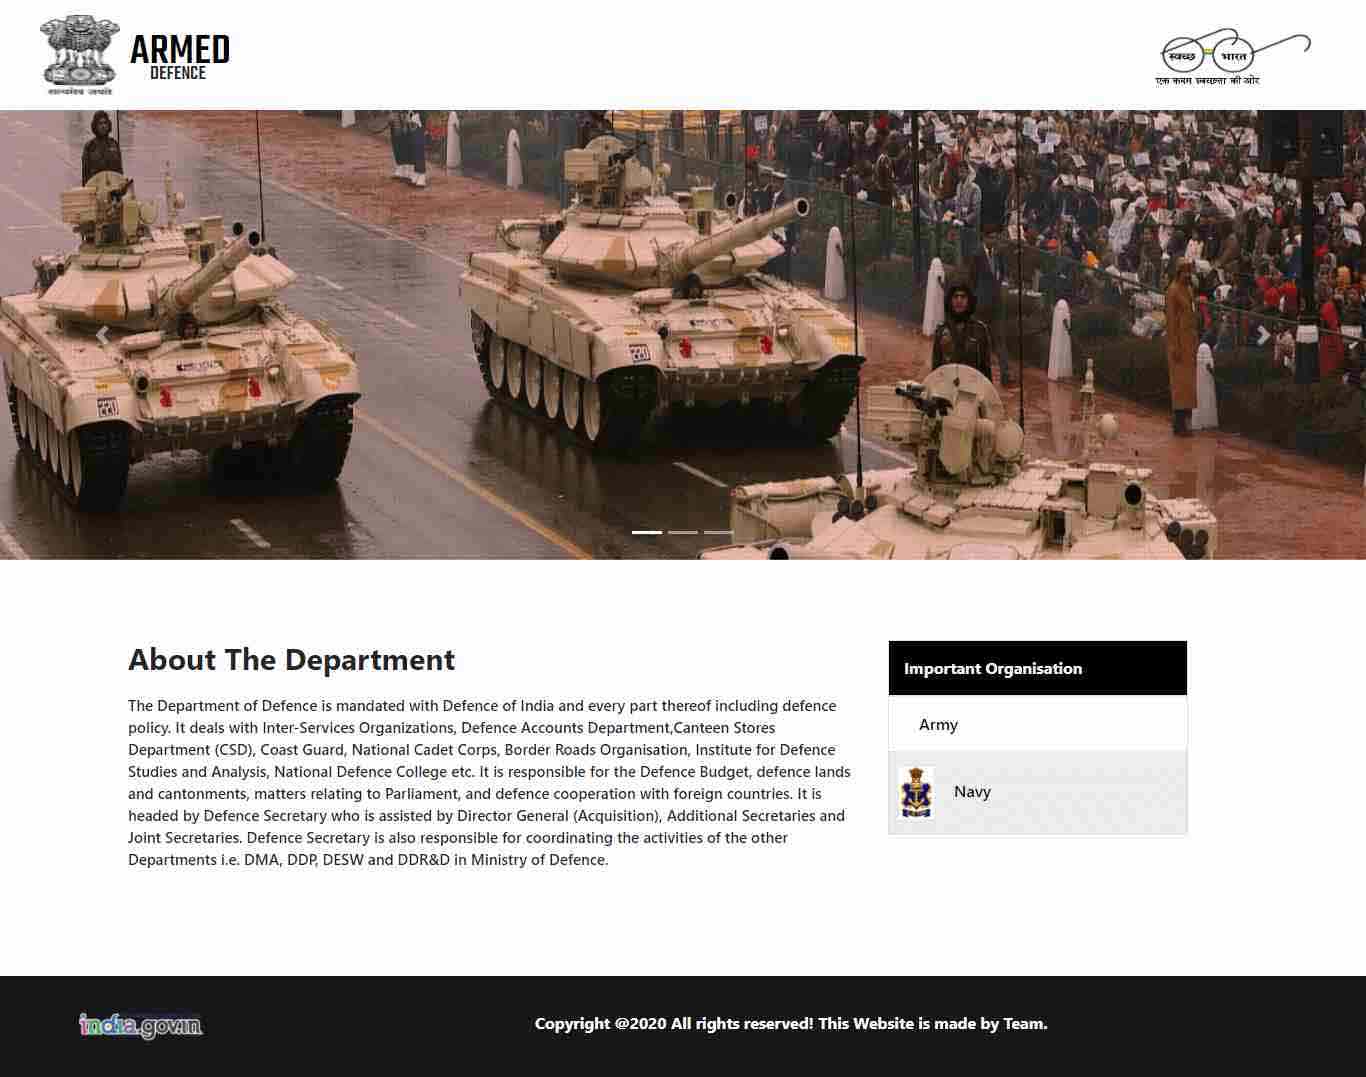 ARMED
DEFENCE
सत्यमेव जयते
स्वच्छ भारत
एक कदम स्वच्छता की ओर
About The Department
The Department of Defence is mandated with Defence of India and every part thereof including defence
policy. It deals with Inter-Services Organizations, Defence Accounts Department,Canteen Stores
Department (CSD), Coast Guard, National Cadet Corps, Border Roads Organisation, Institute for Defence
Studies and Analysis, National Defence College etc. It is responsible for the Defence Budget, defence lands
and cantonments, matters relating to Parliament, and defence cooperation with foreign countries. It is
headed by Defence Secretary who is assisted by Director General (Acquisition), Additional Secretaries and
Joint Secretaries. Defence Secretary is also responsible for coordinating the activities of the other
Departments i.e. DMA, DDP, DESW and DDR&D in Ministry of Defence.
Important Organisation
Army
Navy
india.gov.in
Copyright @2020 All rights reserved! This Website is made by Team.